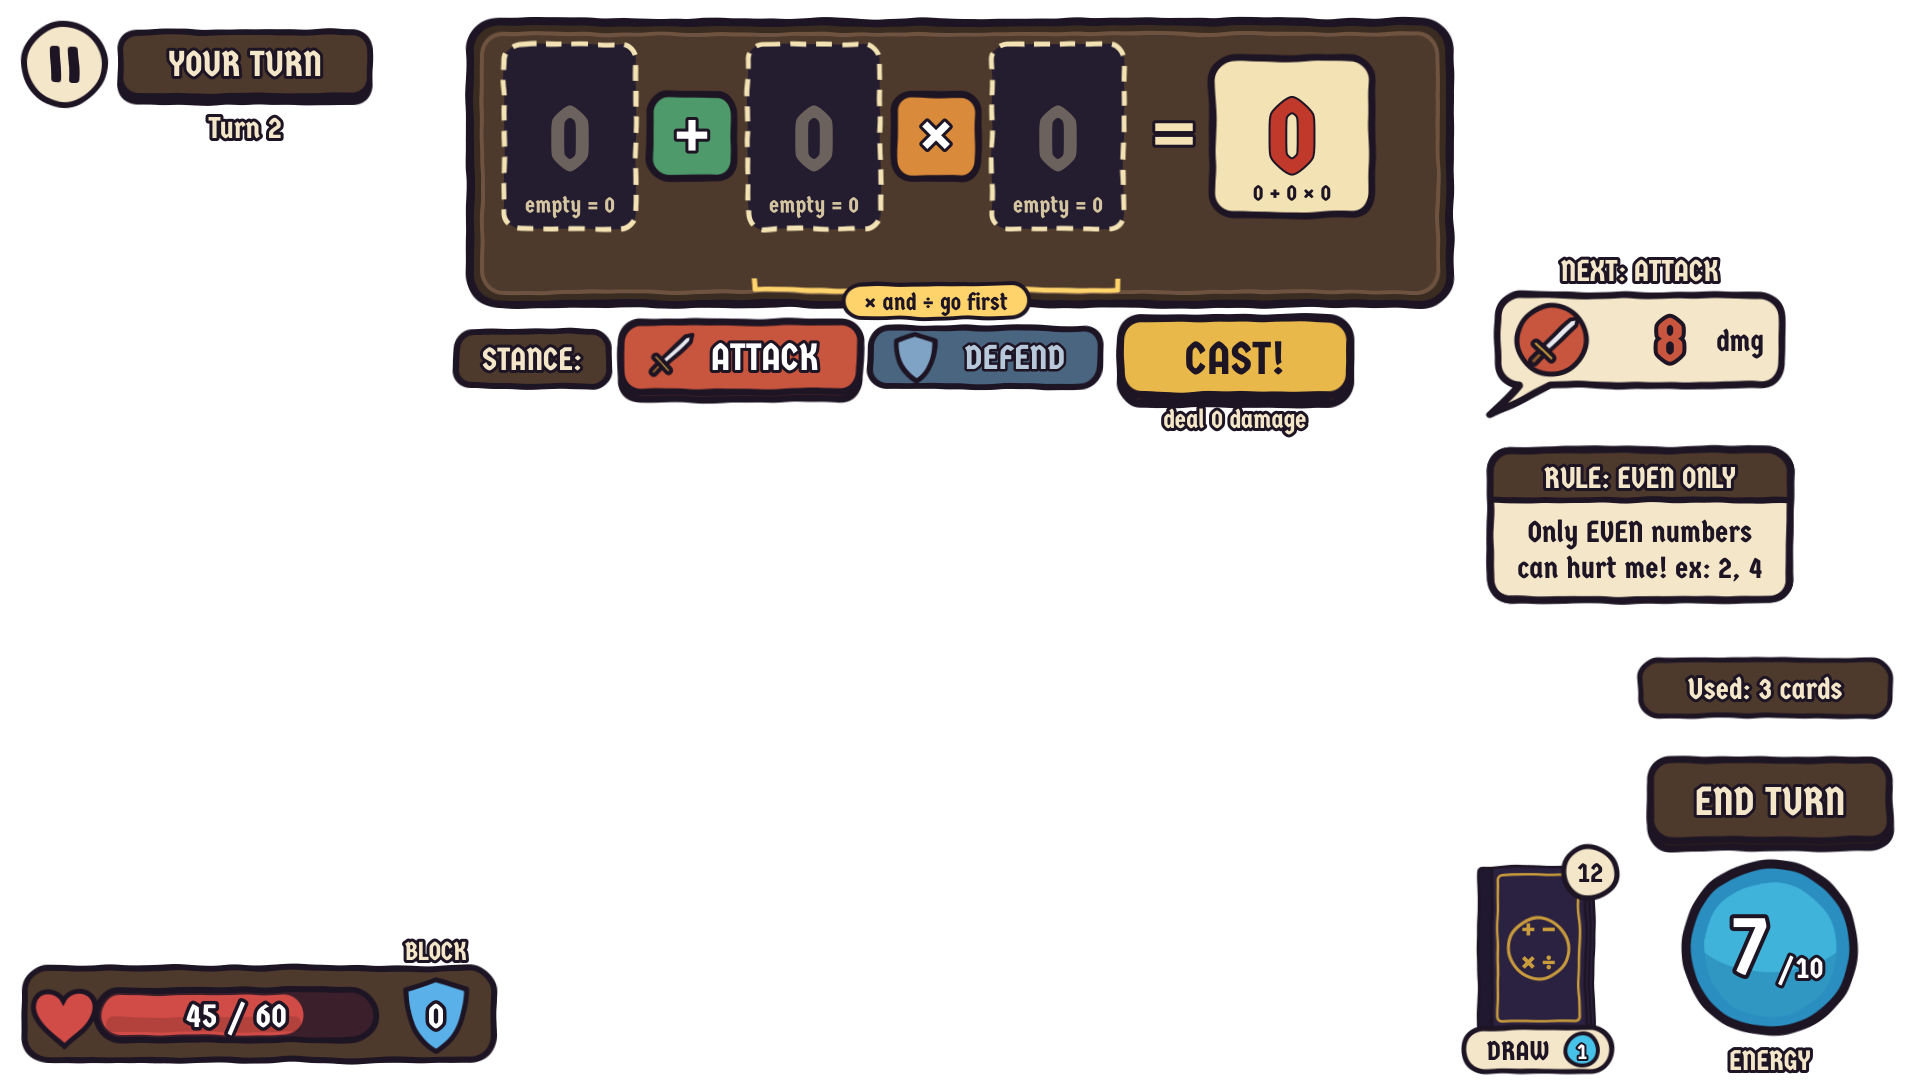 YOUR TURN
Turn 2
0 + 0 × 0 = 0
empty = 0
empty = 0
empty = 0
0 + 0 × 0
× and ÷ go first
STANCE:
ATTACK
DEFEND
CAST!
deal 0 damage
NEXT: ATTACK
8 dmg
RULE: EVEN ONLY
Only EVEN numbers
can hurt me! ex: 2, 4
Used: 3 cards
END TURN
12
+ −
× ÷
DRAW 1
7 /10
ENERGY
BLOCK
45 / 60
0